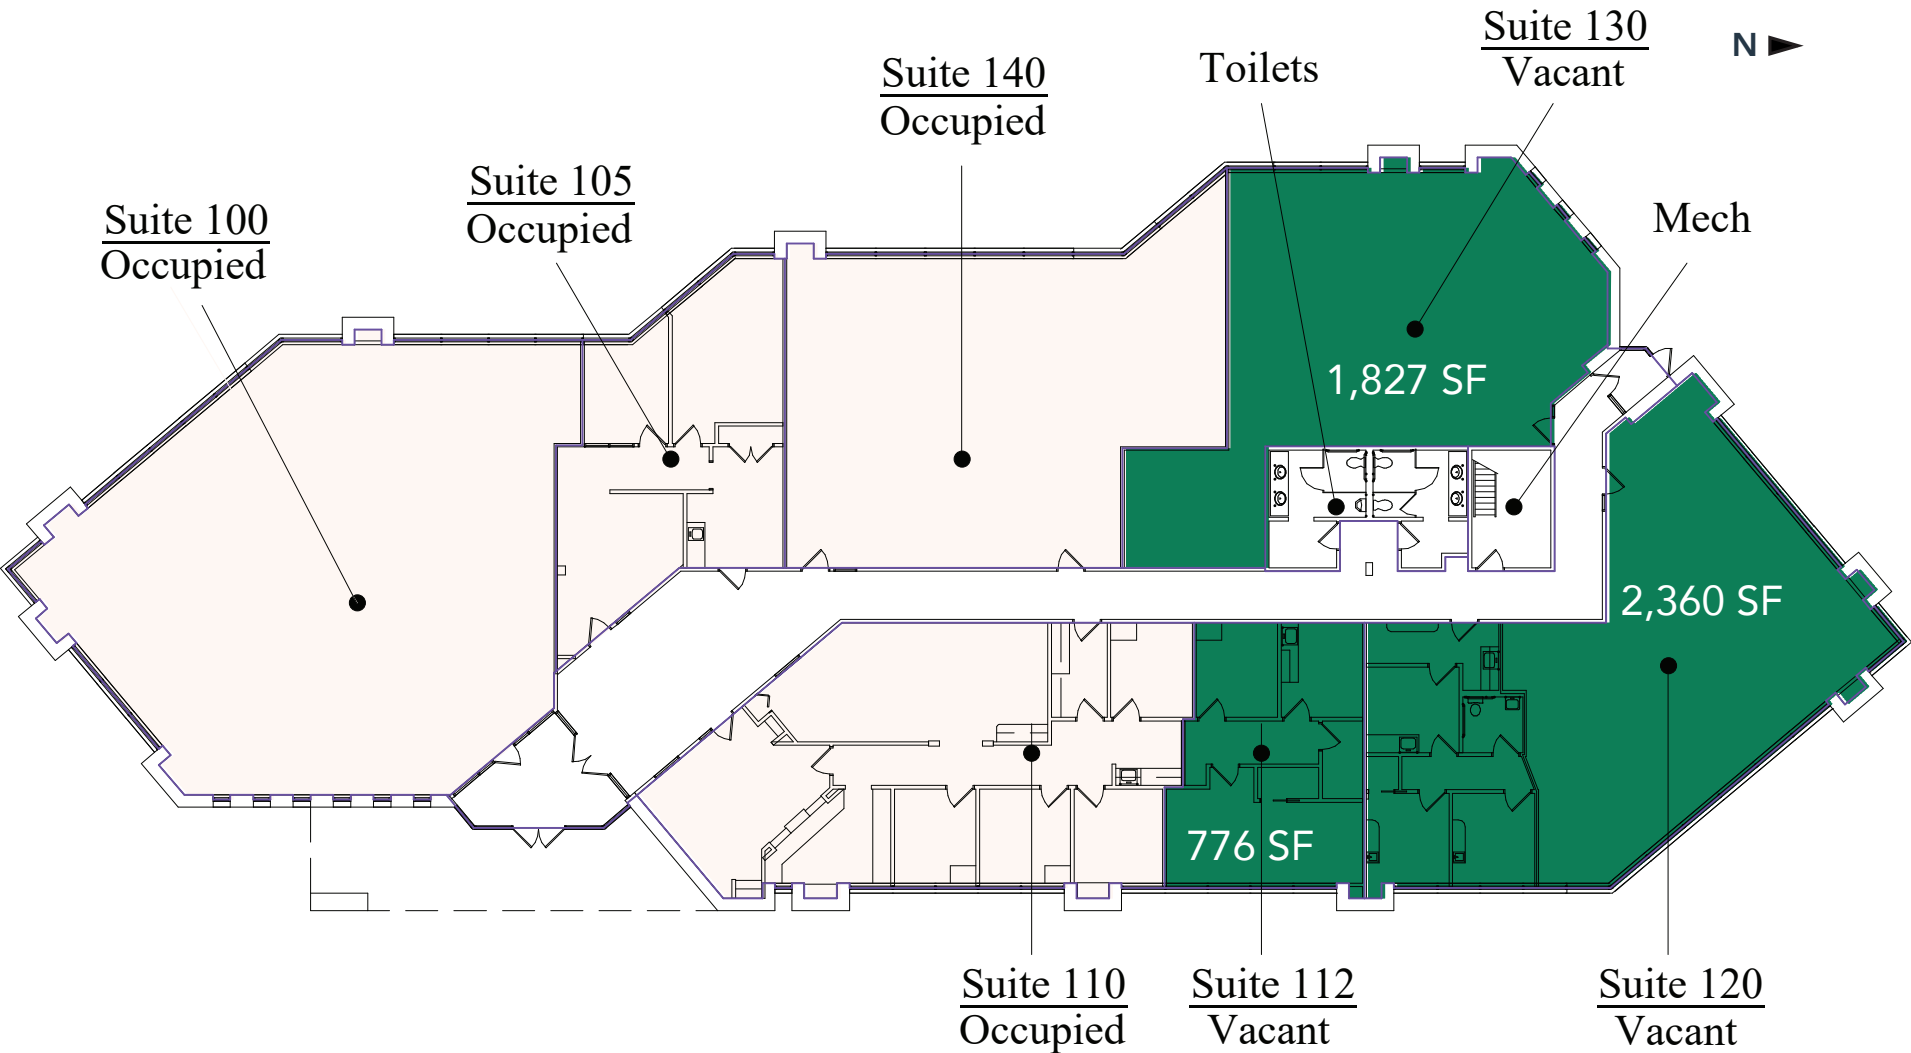 Suite 130
Vacant
N
Toilets
Suite 140
Occupied
Suite 105
Occupied
Suite 100
Occupied
Mech
1,827 SF
2,360 SF
776 SF
Suite 110
Occupied
Suite 112
Vacant
Suite 120
Vacant